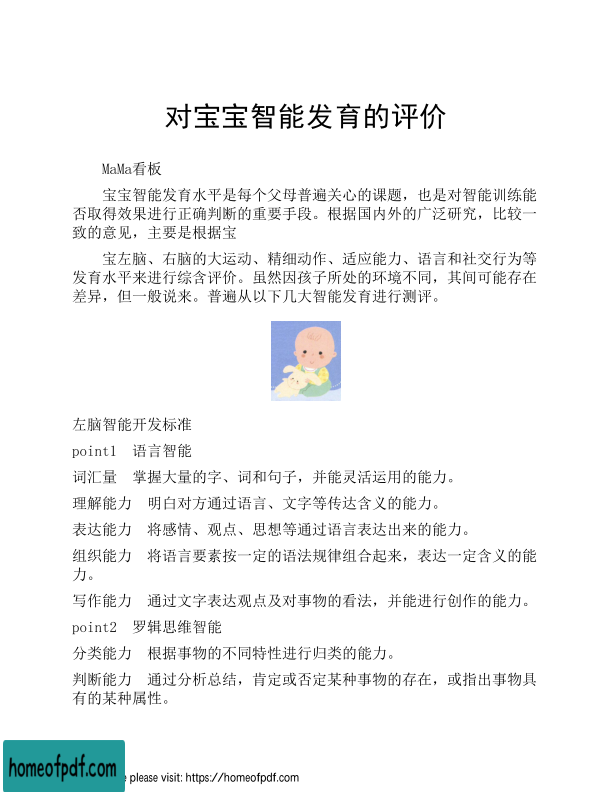 对宝宝智能发育的评价
MaMa看板
宝宝智能发育水平是每个父母普遍关心的课题，也是对智能训练能
否取得效果进行正确判断的重要手段。根据国内外的广泛研究，比较一
致的意见，主要是根据宝
宝左脑、右脑的大运动、精细动作、适应能力、语言和社交行为等
发育水平来进行综含评价。虽然因孩子所处的环境不同，其间可能存在
差异，但一般说来。普遍从以下几大智能发育进行测评。
左脑智能开发标准
point1 语言智能
词汇量 掌握大量的字、词和句子，并能灵活运用的能力。
理解能力 明白对方通过语言、文字等传达含义的能力。
表达能力 将感情、观点、思想等通过语言表达出来的能力。
组织能力 将语言要素按一定的语法规律组合起来，表达一定含义的能
力。
写作能力 通过文字表达观点及对事物的看法，并能进行创作的能力。
point2 罗辑思维智能
分类能力 根据事物的不同特性进行归类的能力。
判断能力 通过分析总结，肯定或否定某种事物的存在，或指出事物具
有的某种属性。
homeofpdf.com
e please visit: https://homeofpdf.com